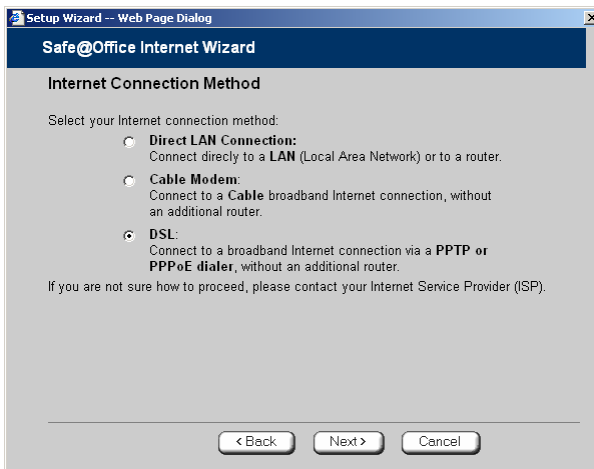 Setup Wizard -- Web Page Dialog
Safe@Office Internet Wizard
Internet Connection Method
Select your Internet connection method:
Direct LAN Connection:
Connect direcly to a LAN (Local Area Network) or to a router.
Cable Modem:
Connect to a Cable broadband Internet connection, without
an additional router.
DSL:
Connect to a broadband Internet connection via a PPTP or
PPPoE dialer, without an additional router.
If you are not sure how to proceed, please contact your Internet Service Provider (ISP).
<Back Next> Cancel